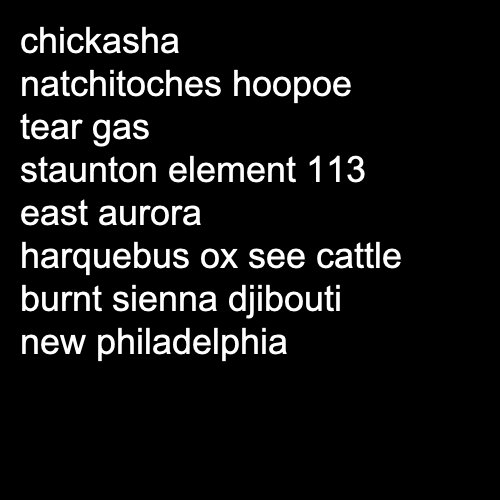 chickasha
natchitoches hoopoe
tear gas
staunton element 113
east aurora
harquebus ox see cattle
burnt sienna djibouti
new philadelphia